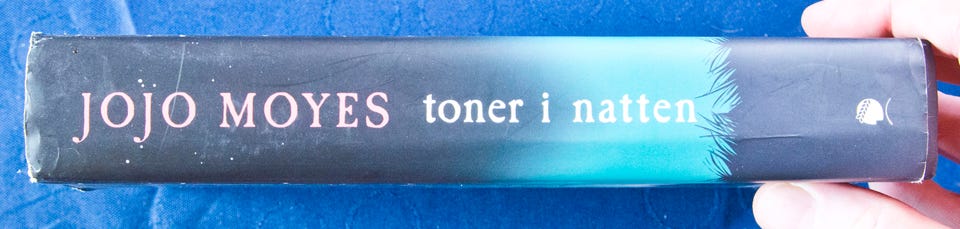 JOJO MOYES toner i natten